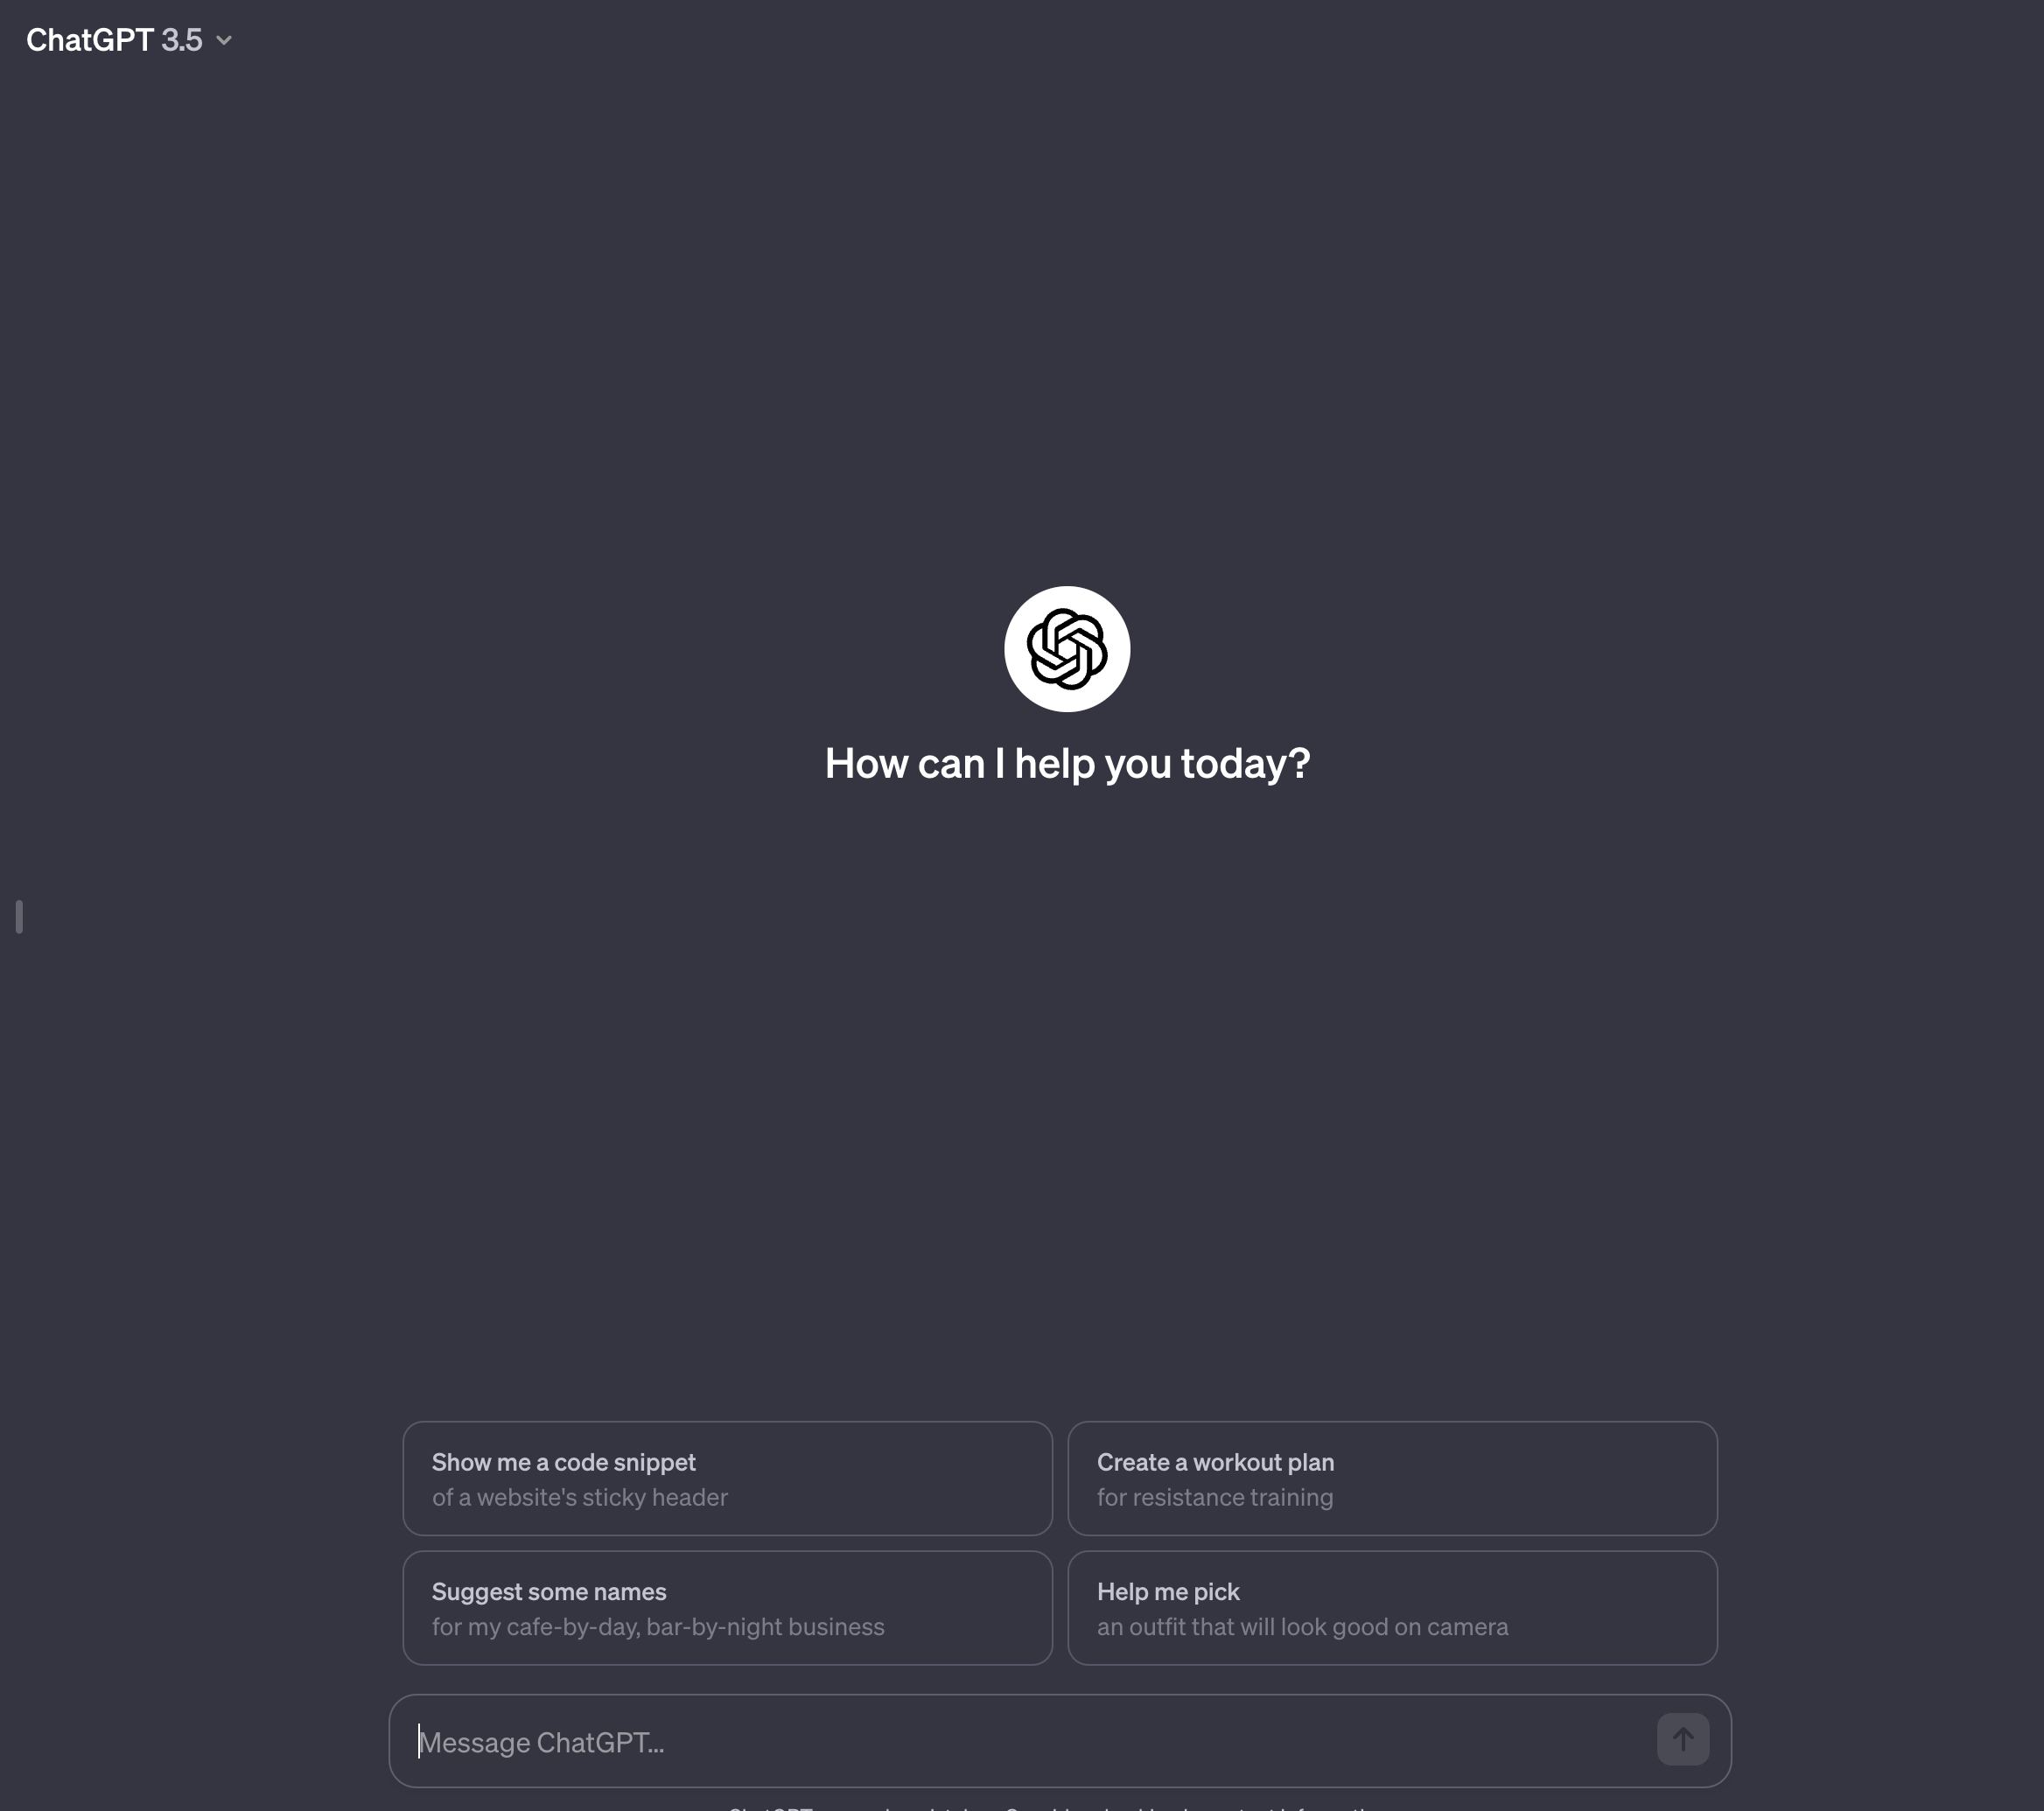 ChatGPT 3.5
How can I help you today?
Show me a code snippet
of a website's sticky header
Create a workout plan
for resistance training
Suggest some names
for my cafe-by-day, bar-by-night business
Help me pick
an outfit that will look good on camera
Message ChatGPT...